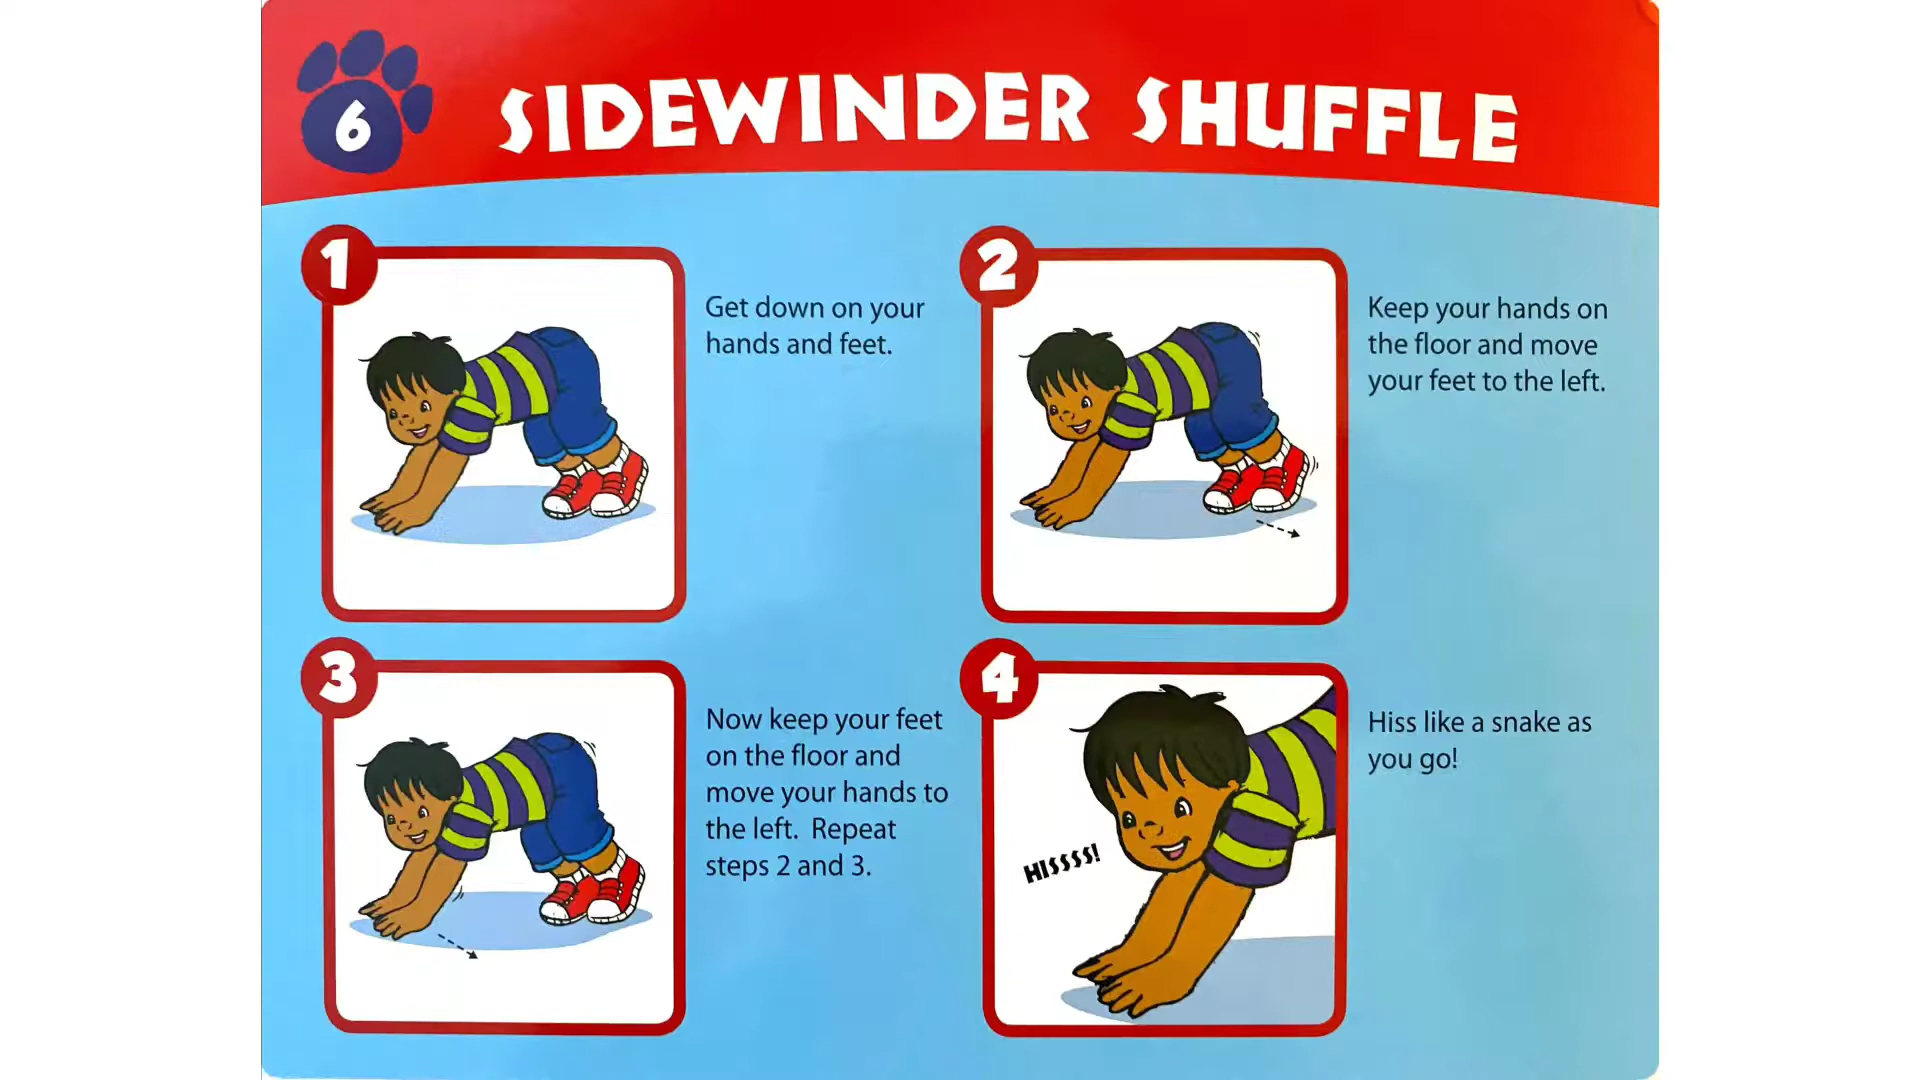 6
SIDEWINDER SHUFFLE
1
Get down on your
hands and feet.
2
Keep your hands on
the floor and move
your feet to the left.
3
Now keep your feet
on the floor and
move your hands to
the left. Repeat
steps 2 and 3.
4
HISSSS!
Hiss like a snake as
you go!